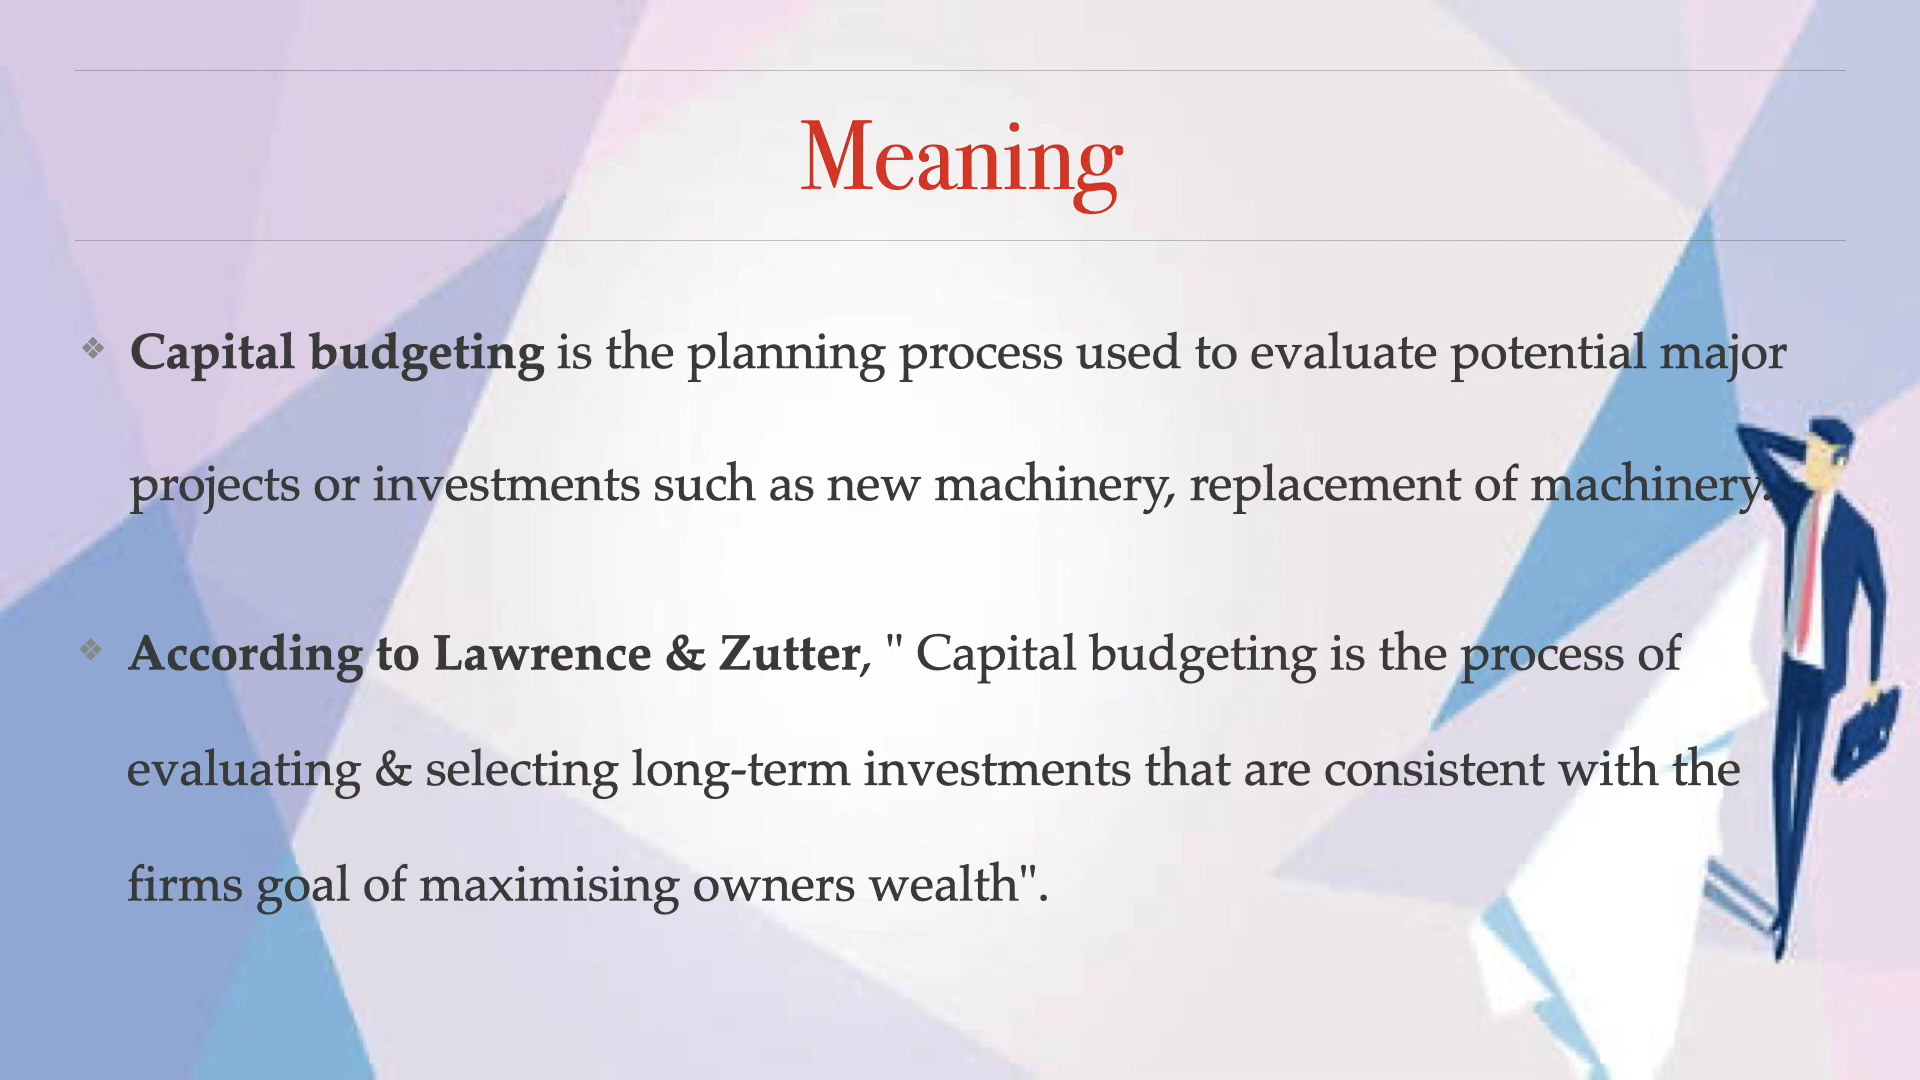 Meaning
❖ Capital budgeting is the planning process used to evaluate potential major
projects or investments such as new machinery, replacement of machinery.
❖ According to Lawrence & Zutter, " Capital budgeting is the process of
evaluating & selecting long-term investments that are consistent with the
firms goal of maximising owners wealth".